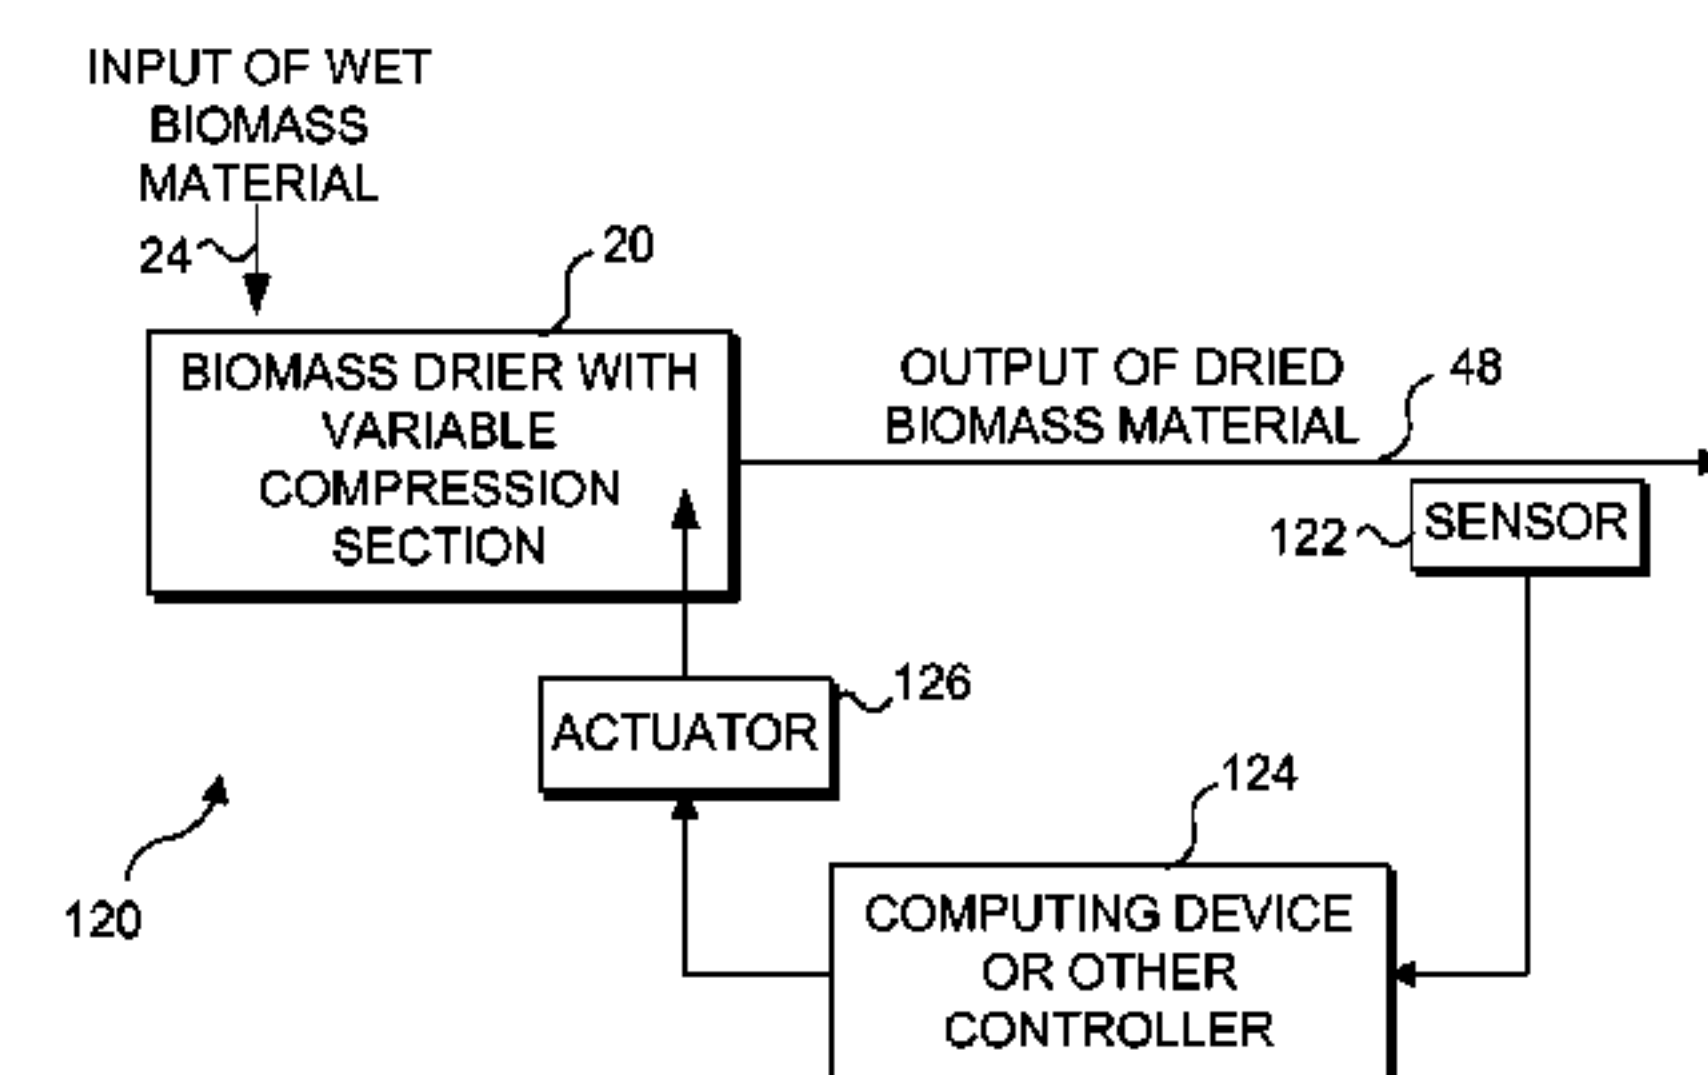 INPUT OF WET
BIOMASS
MATERIAL
24
20
BIOMASS DRIER WITH
VARIABLE
COMPRESSION
SECTION
OUTPUT OF DRIED
BIOMASS MATERIAL
48
122
SENSOR
126
ACTUATOR
124
120
COMPUTING DEVICE
OR OTHER
CONTROLLER